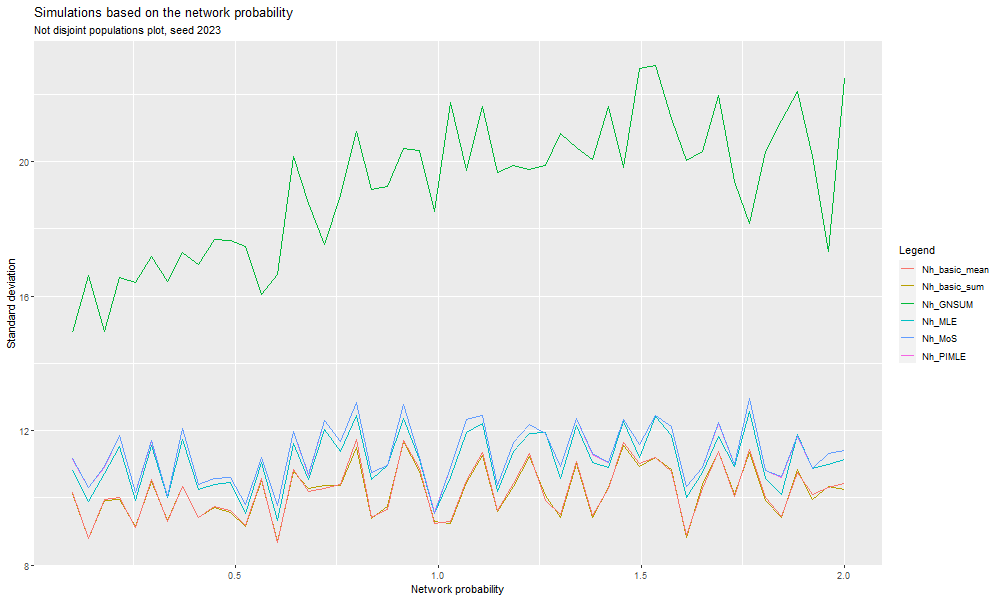 Simulations based on the network probability
Not disjoint populations plot, seed 2023
Standard deviation
20
16
12
8
0.5
1.0
1.5
2.0
Network probability
Legend
Nh_basic_mean
Nh_basic_sum
Nh_GNSUM
Nh_MLE
Nh_MoS
Nh_PIMLE